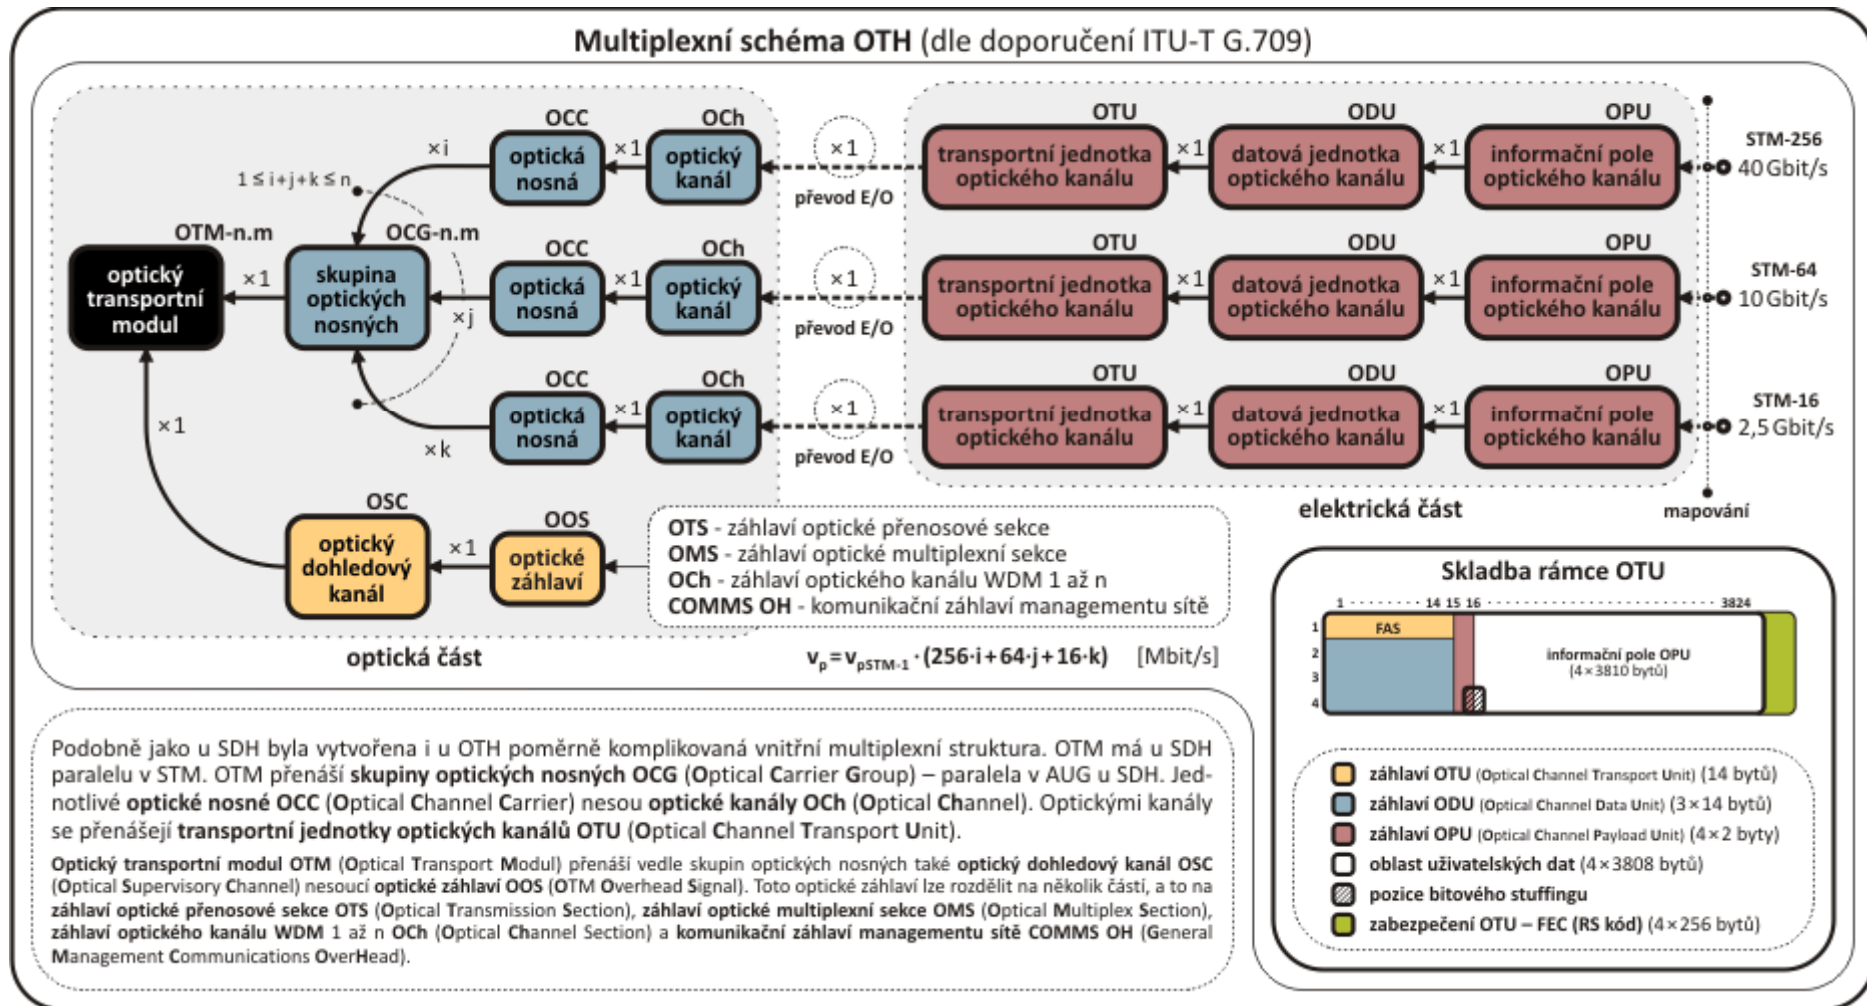 Multiplexní schéma OTH (dle doporučení ITU-T G.709)
OCC
OCh
OTU
ODU
OPU
×i
optická
nosná
×1
optický
kanál
×1
převod E/O
transportní jednotka
optického kanálu
×1
datová jednotka
optického kanálu
×1
informační pole
optického kanálu
STM-256
40 Gbit/s
1 ≤ i+j+k ≤ n
OTM-n.m
OCG-n.m
OCC
OCh
OTU
ODU
OPU
optický
transportní
modul
×1
skupina
optických
nosných
×j
optická
nosná
×1
optický
kanál
×1
převod E/O
transportní jednotka
optického kanálu
×1
datová jednotka
optického kanálu
×1
informační pole
optického kanálu
STM-64
10 Gbit/s
OCC
OCh
OTU
ODU
OPU
×1
×k
optická
nosná
×1
optický
kanál
×1
převod E/O
transportní jednotka
optického kanálu
×1
datová jednotka
optického kanálu
×1
informační pole
optického kanálu
STM-16
2,5 Gbit/s
OSC
OOS
optický
dohledový
kanál
×1
optické
záhlaví
OTS - záhlaví optické přenosové sekce
OMS - záhlaví optické multiplexní sekce
OCh - záhlaví optického kanálu WDM 1 až n
COMMS OH - komunikační záhlaví managementu sítě
elektrická část
mapování
optická část
vp = vpSTM-1 · (256·i + 64·j + 16·k) [Mbit/s]
Skladba rámce OTU
1 14 15 16 3824
1
2
3
4
FAS
informační pole OPU
(4×3810 bytů)
záhlaví OTU (Optical Channel Transport Unit) (14 bytů)
záhlaví ODU (Optical Channel Data Unit) (3×14 bytů)
záhlaví OPU (Optical Channel Payload Unit) (4×2 byty)
oblast uživatelských dat (4×3808 bytů)
pozice bitového stuffingu
zabezpečení OTU – FEC (RS kód) (4×256 bytů)
Podobně jako u SDH byla vytvořena i u OTH poměrně komplikovaná vnitřní multiplexní struktura. OTM má u SDH
paralelu v STM. OTM přenáší skupiny optických nosných OCG (Optical Carrier Group) – paralela v AUG u SDH. Jed-
notlivé optické nosné OCC (Optical Channel Carrier) nesou optické kanály OCh (Optical Channel). Optickými kanály
se přenášejí transportní jednotky optických kanálů OTU (Optical Channel Transport Unit).
Optický transportní modul OTM (Optical Transport Modul) přenáší vedle skupin optických nosných také optický dohledový kanál OSC
(Optical Supervisory Channel) nesoucí optické záhlaví OOS (OTM Overhead Signal). Toto optické záhlaví lze rozdělit na několik částí, a to na
záhlaví optické přenosové sekce OTS (Optical Transmission Section), záhlaví optické multiplexní sekce OMS (Optical Multiplex Section),
záhlaví optického kanálu WDM 1 až n OCh (Optical Channel Section) a komunikační záhlaví managementu sítě COMMS OH (General
Management Communications OverHead).